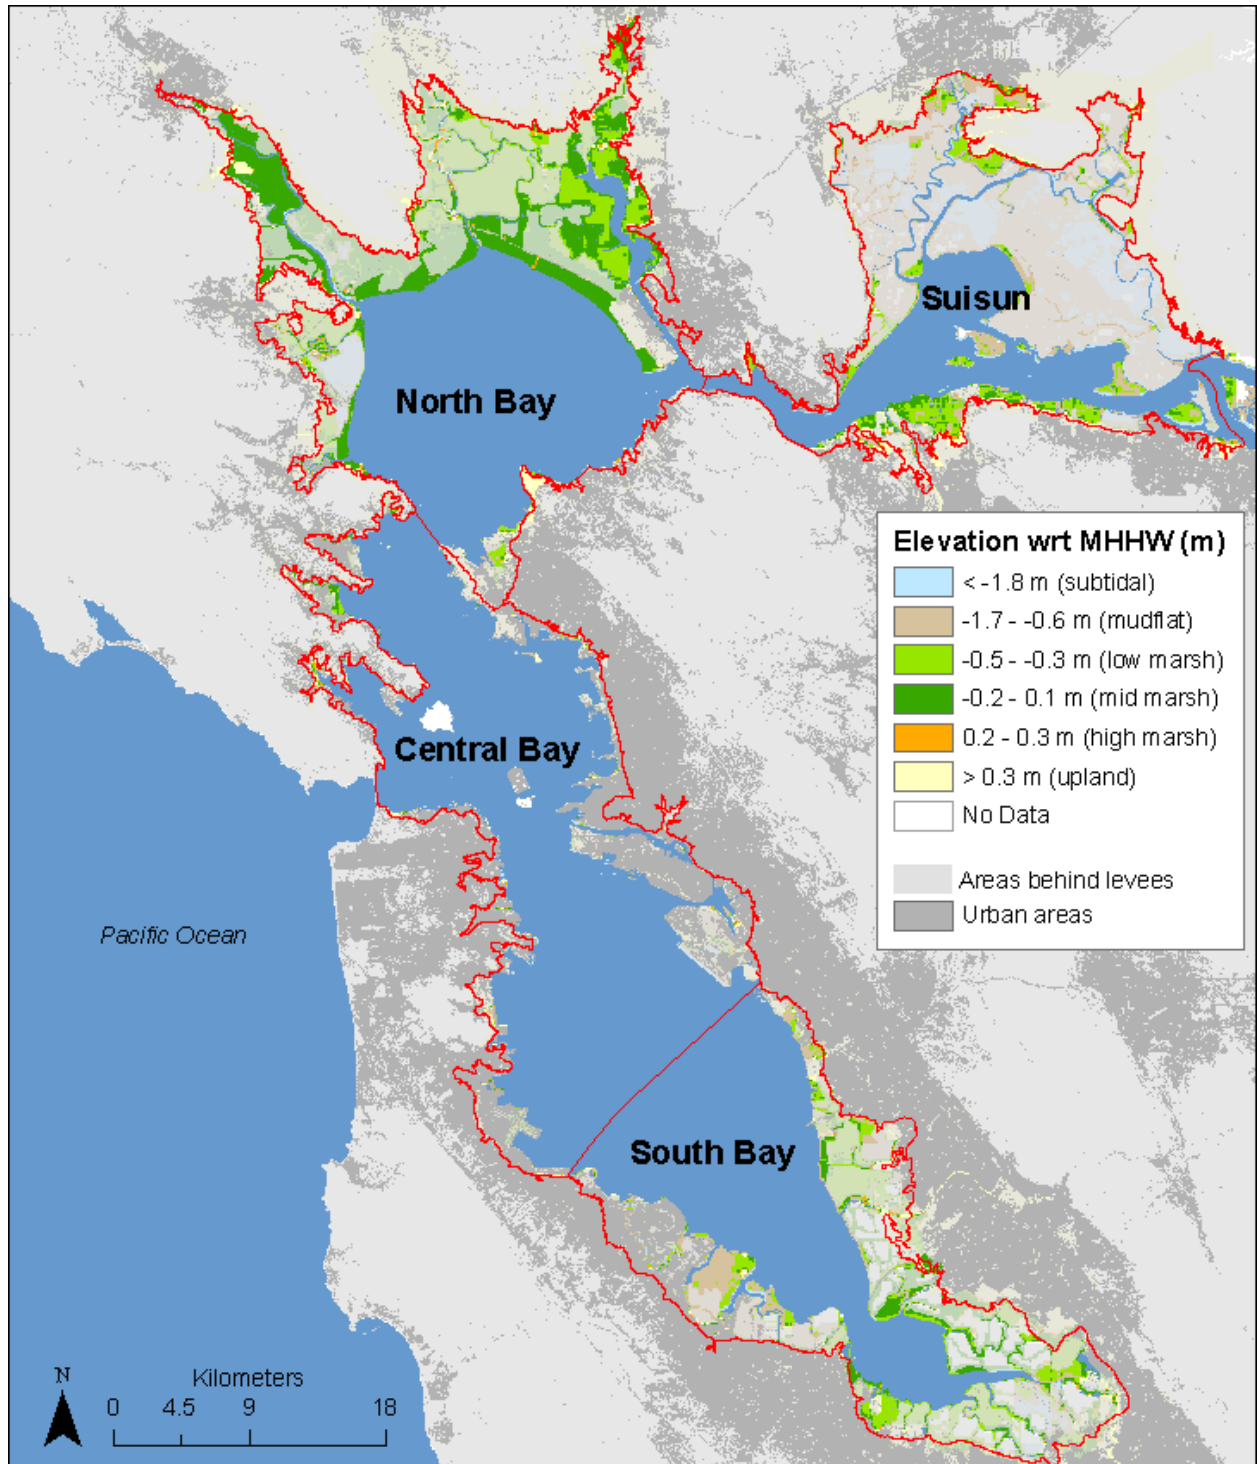 Suisun
North Bay
Elevation wrt MHHW (m)
< -1.8 m (subtidal)
-1.7 - -0.6 m (mudflat)
-0.5 - -0.3 m (low marsh)
-0.2 - 0.1 m (mid marsh)
0.2 - 0.3 m (high marsh)
> 0.3 m (upland)
No Data
Areas behind levees
Urban areas
Central Bay
Pacific Ocean
South Bay
N
Kilometers
0 4.5 9 18